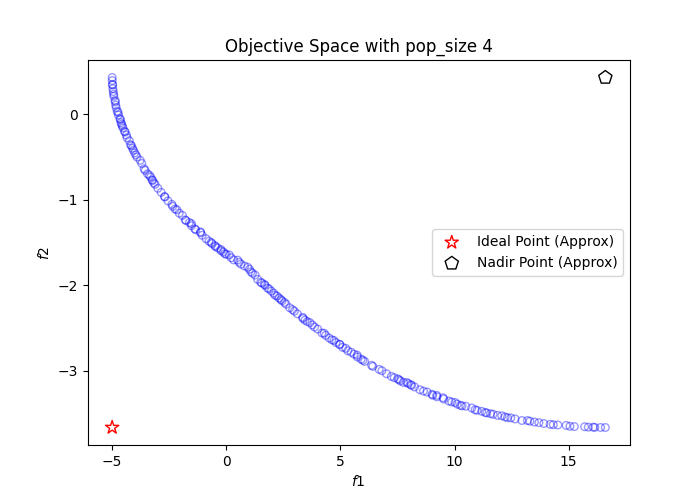 Objective Space with pop_size 4
0
−1
−2
−3
f2
Ideal Point (Approx)
Nadir Point (Approx)
−5
0
5
10
15
f1